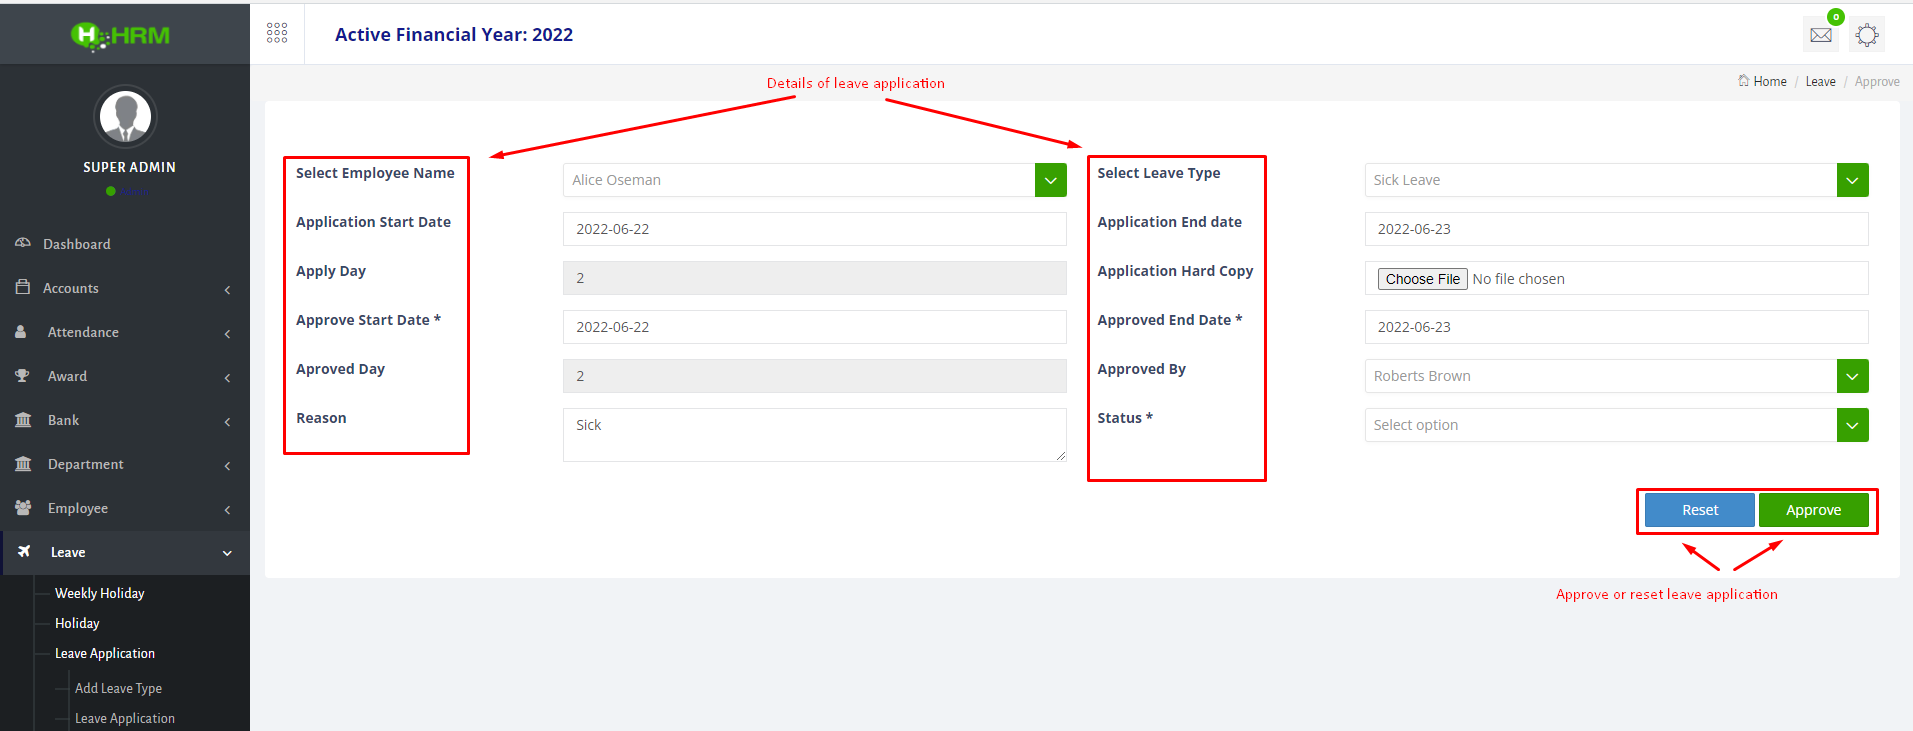 HRM
Active Financial Year: 2022
0
Details of leave application
Home / Leave / Approve
SUPER ADMIN
Select Employee Name
Alice Oseman
Select Leave Type
Sick Leave
Application Start Date
2022-06-22
Application End date
2022-06-23
Apply Day
2
Application Hard Copy
Choose File No file chosen
Approve Start Date *
2022-06-22
Approved End Date *
2022-06-23
Aproved Day
2
Approved By
Roberts Brown
Reason
Sick
Status *
Select option
Reset
Approve
Approve or reset leave application
Dashboard
Accounts
Attendance
Award
Bank
Department
Employee
Leave
Weekly Holiday
Holiday
Leave Application
Add Leave Type
Leave Application